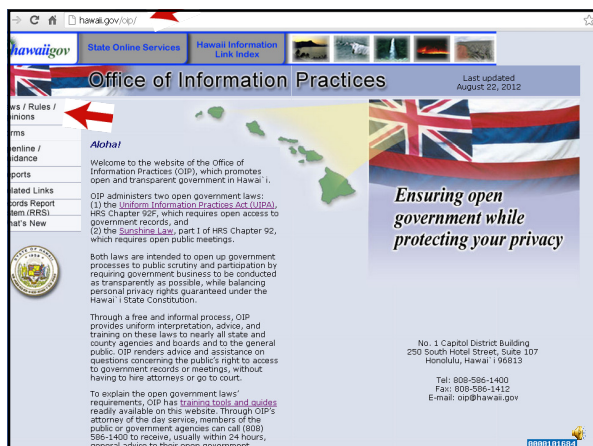 hawaii.gov/oip/
hawaiigov
State Online Services
Hawaii Information
Link Index
Office of Information Practices
Last updated
August 22, 2012
ws / Rules /
inions
rms
enline /
idance
ports
lated Links
cords Report
tem (RRS)
hat's New
Aloha!
Welcome to the website of the Office of
Information Practices (OIP), which promotes
open and transparent government in Hawai`i.
OIP administers two open government laws:
(1) the Uniform Information Practices Act (UIPA),
HRS Chapter 92F, which requires open access to
government records, and
(2) the Sunshine Law, part I of HRS Chapter 92,
which requires open public meetings.
Both laws are intended to open up government
processes to public scrutiny and participation by
requiring government business to be conducted
as transparently as possible, while balancing
personal privacy rights guaranteed under the
Hawai`i State Constitution.
Through a free and informal process, OIP
provides uniform interpretation, advice, and
training on these laws to nearly all state and
county agencies and boards and to the general
public. OIP renders advice and assistance on
questions concerning the public's right to access
to government records or meetings, without
having to hire attorneys or go to court.
To explain the open government laws'
requirements, OIP has training tools and guides
readily available on this website. Through OIP's
attorney of the day service, members of the
public or government agencies can call (808)
586-1400 to receive, usually within 24 hours,
general advice to their open government
Ensuring open
government while
protecting your privacy
No. 1 Capitol District Building
250 South Hotel Street, Suite 107
Honolulu, Hawai`i 96813
Tel: 808-586-1400
Fax: 808-586-1412
E-mail: oip@hawaii.gov
0000101684